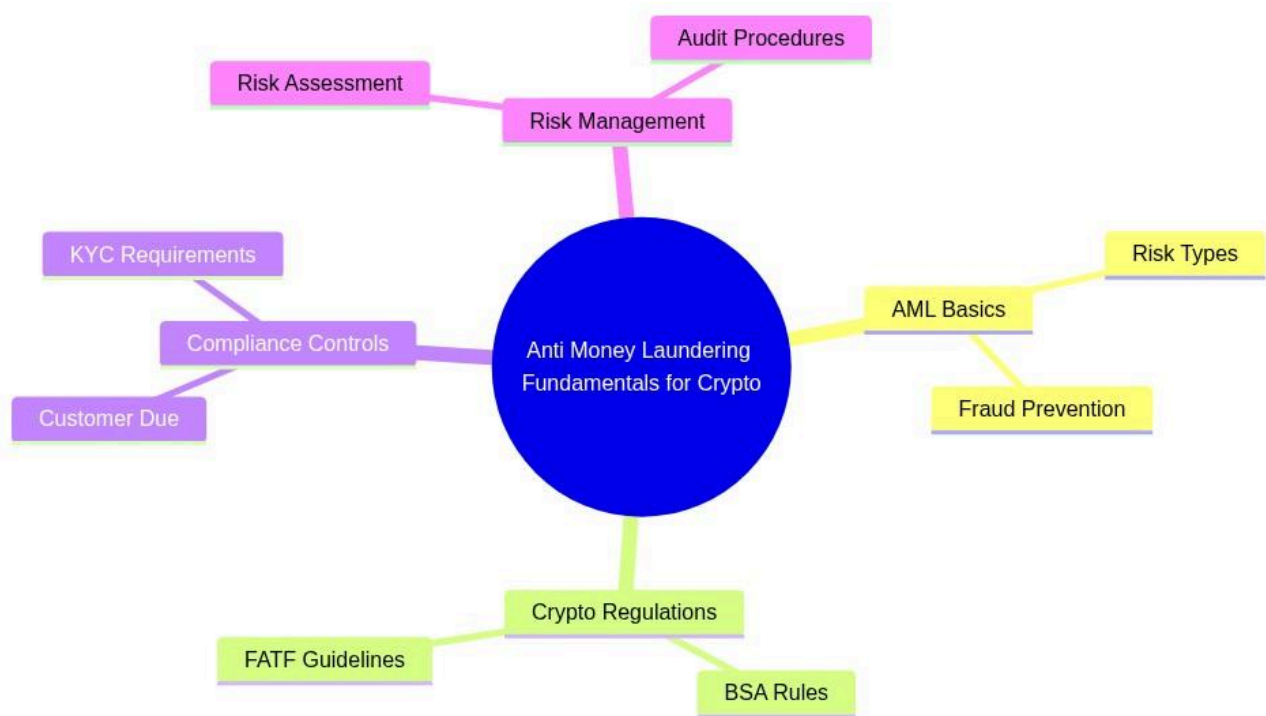 Audit Procedures
Risk Assessment
Risk Management
KYC Requirements
Risk Types
AML Basics
Compliance Controls
Anti Money Laundering
Fundamentals for Crypto
Customer Due
Fraud Prevention
Crypto Regulations
FATF Guidelines
BSA Rules